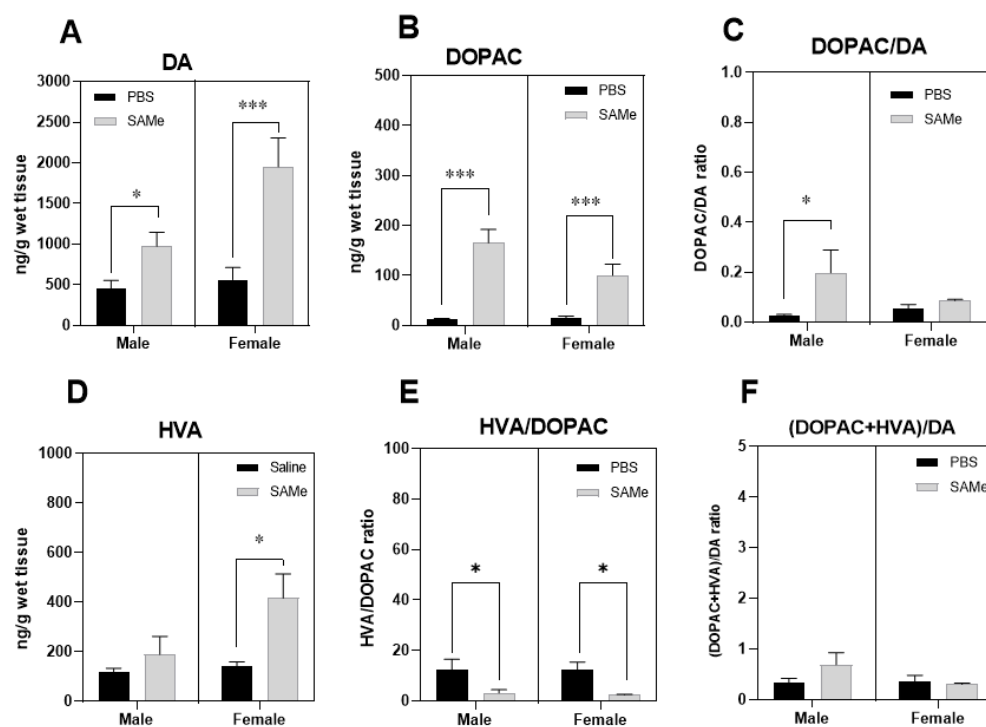 A
DA
3000
2500
2000
1500
1000
500
0
ng/g wet tissue
PBS
SAMe
*
***
Male
Female
B
DOPAC
500
400
300
200
100
0
ng/g wet tissue
PBS
SAMe
***
***
Male
Female
C
DOPAC/DA
1.0
0.8
0.6
0.4
0.2
0.0
DOPAC/DA ratio
PBS
SAMe
*
Male
Female
D
HVA
1000
800
600
400
200
0
ng/g wet tissue
Saline
SAMe
*
Male
Female
E
HVA/DOPAC
100
80
60
40
20
0
HVA/DOPAC ratio
PBS
SAMe
*
*
Male
Female
F
(DOPAC+HVA)/DA
5
4
3
2
1
0
(DOPAC+HVA)/DA ratio
PBS
SAMe
Male
Female